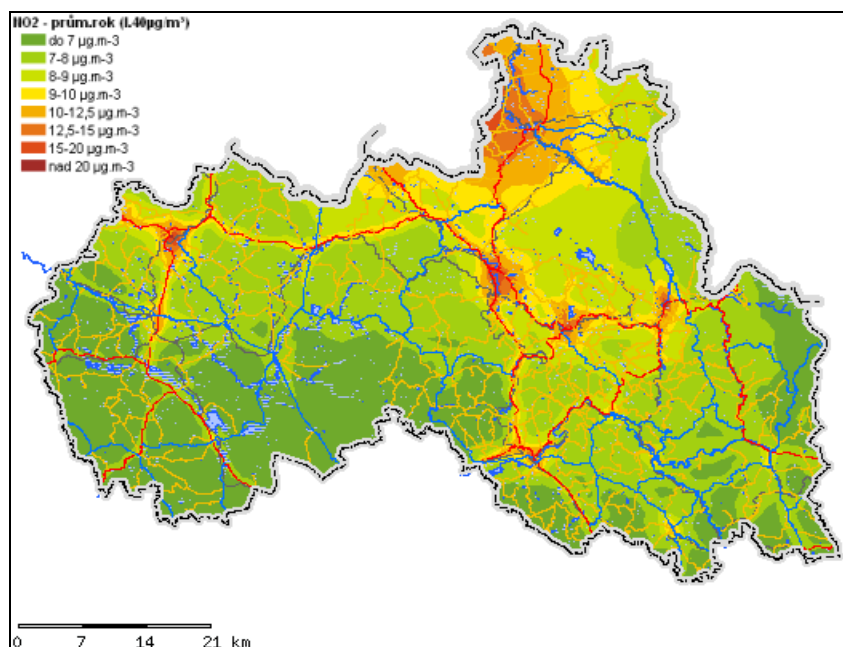 NO2 - prům.rok (l.40µg/m³)
do 7 µg.m-3
7-8 µg.m-3
8-9 µg.m-3
9-10 µg.m-3
10-12,5 µg.m-3
12,5-15 µg.m-3
15-20 µg.m-3
nad 20 µg.m-3
0 7 14 21 km